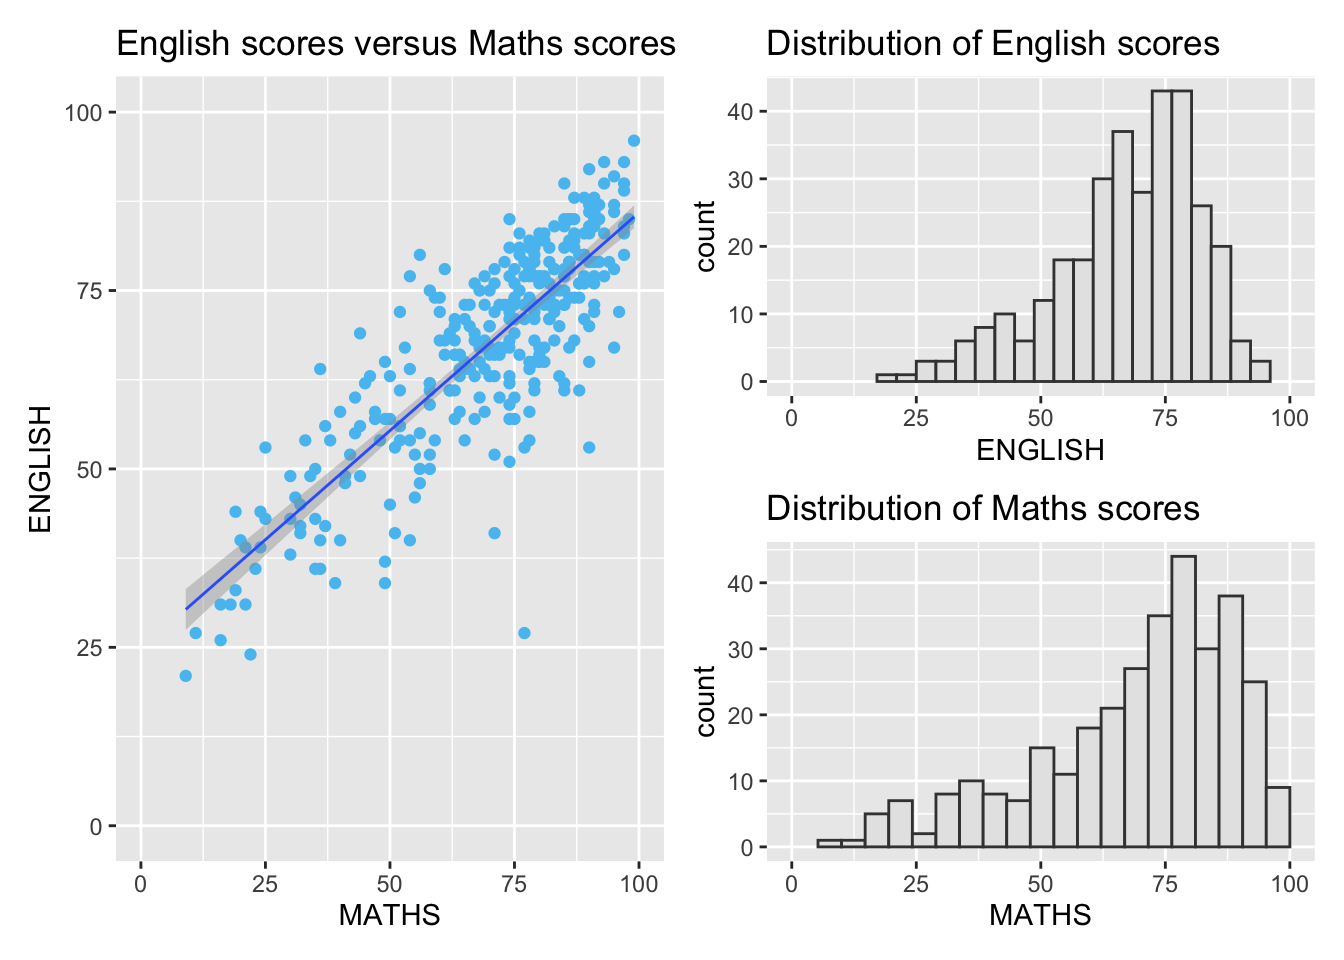 English scores versus Maths scores
100
75
50
25
0
ENGLISH
0 25 50 75 100
MATHS
Distribution of English scores
40
30
20
10
0
count
0 25 50 75 100
ENGLISH
Distribution of Maths scores
40
30
20
10
0
count
0 25 50 75 100
MATHS